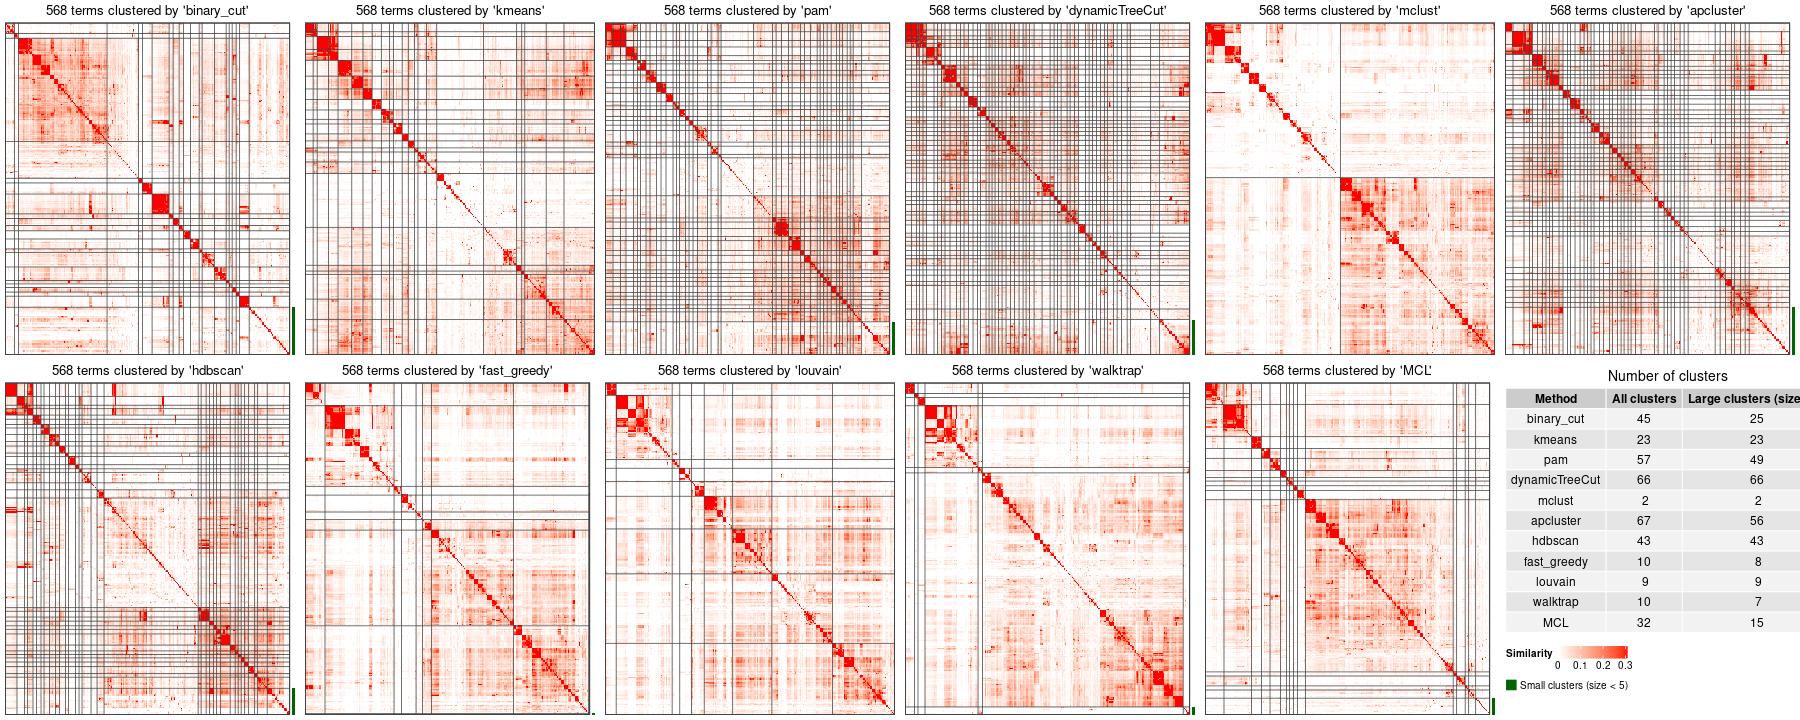 568 terms clustered by 'binary_cut'
568 terms clustered by 'kmeans'
568 terms clustered by 'pam'
568 terms clustered by 'dynamicTreeCut'
568 terms clustered by 'mclust'
568 terms clustered by 'apcluster'
568 terms clustered by 'hdbscan'
568 terms clustered by 'fast_greedy'
568 terms clustered by 'louvain'
568 terms clustered by 'walktrap'
568 terms clustered by 'MCL'
Number of clusters
Method All clusters Large clusters (size
binary_cut 45 25
kmeans 23 23
pam 57 49
dynamicTreeCut 66 66
mclust 2 2
apcluster 67 56
hdbscan 43 43
fast_greedy 10 8
louvain 9 9
walktrap 10 7
MCL 32 15
Similarity
0 0.1 0.2 0.3
Small clusters (size < 5)